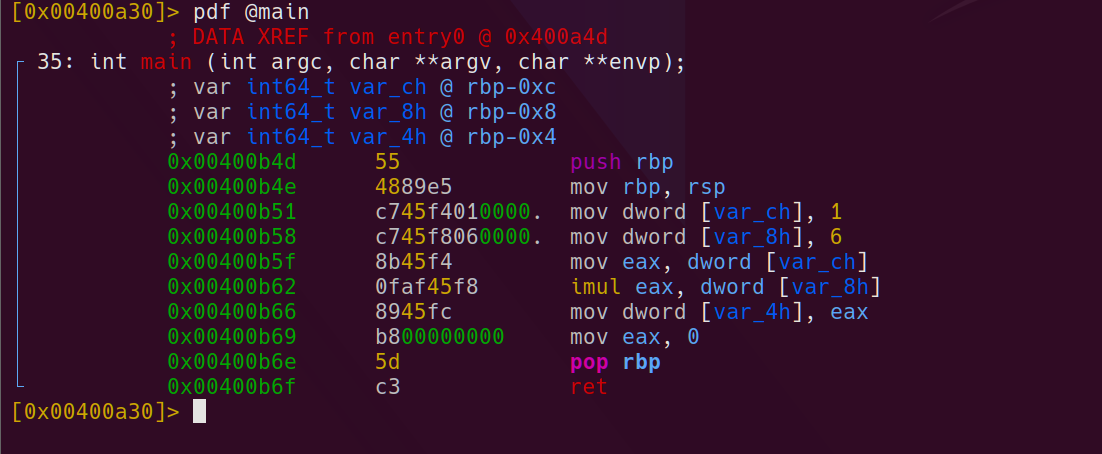 [0x00400a30]> pdf @main
; DATA XREF from entry0 @ 0x400a4d
35: int main (int argc, char **argv, char **envp);
; var int64_t var_ch @ rbp-0xc
; var int64_t var_8h @ rbp-0x8
; var int64_t var_4h @ rbp-0x4
0x00400b4d 55 push rbp
0x00400b4e 4889e5 mov rbp, rsp
0x00400b51 c745f4010000. mov dword [var_ch], 1
0x00400b58 c745f8060000. mov dword [var_8h], 6
0x00400b5f 8b45f4 mov eax, dword [var_ch]
0x00400b62 0faf45f8 imul eax, dword [var_8h]
0x00400b66 8945fc mov dword [var_4h], eax
0x00400b69 b800000000 mov eax, 0
0x00400b6e 5d pop rbp
0x00400b6f c3 ret
[0x00400a30]>